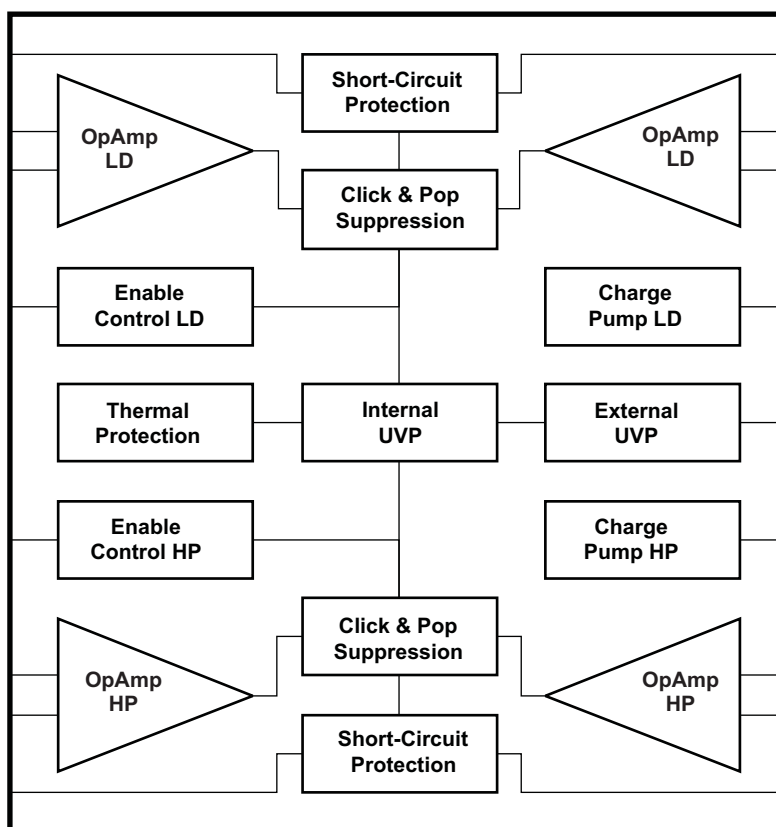 Short-Circuit
Protection
OpAmp
LD
OpAmp
LD
Click & Pop
Suppression
Enable
Control LD
Charge
Pump LD
Thermal
Protection
Internal
UVP
External
UVP
Enable
Control HP
Charge
Pump HP
Click & Pop
Suppression
OpAmp
HP
OpAmp
HP
Short-Circuit
Protection